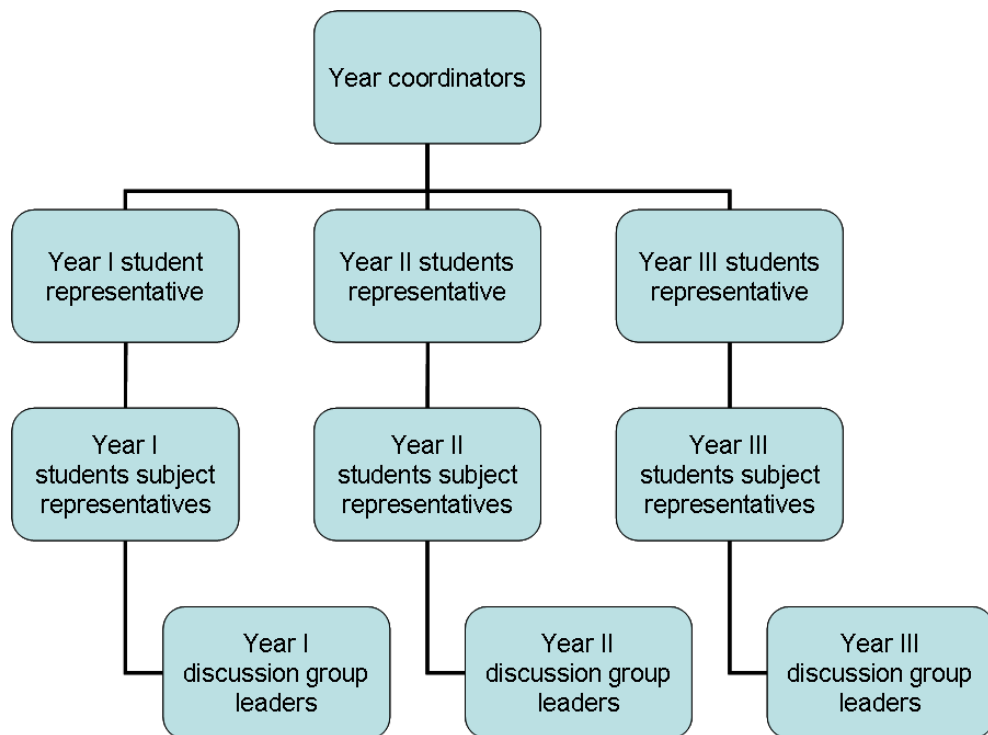 Year coordinators
Year I student
representative
Year II students
representative
Year III students
representative
Year I
students subject
representatives
Year II
students subject
representatives
Year III
students subject
representatives
Year I
discussion group
leaders
Year II
discussion group
leaders
Year III
discussion group
leaders